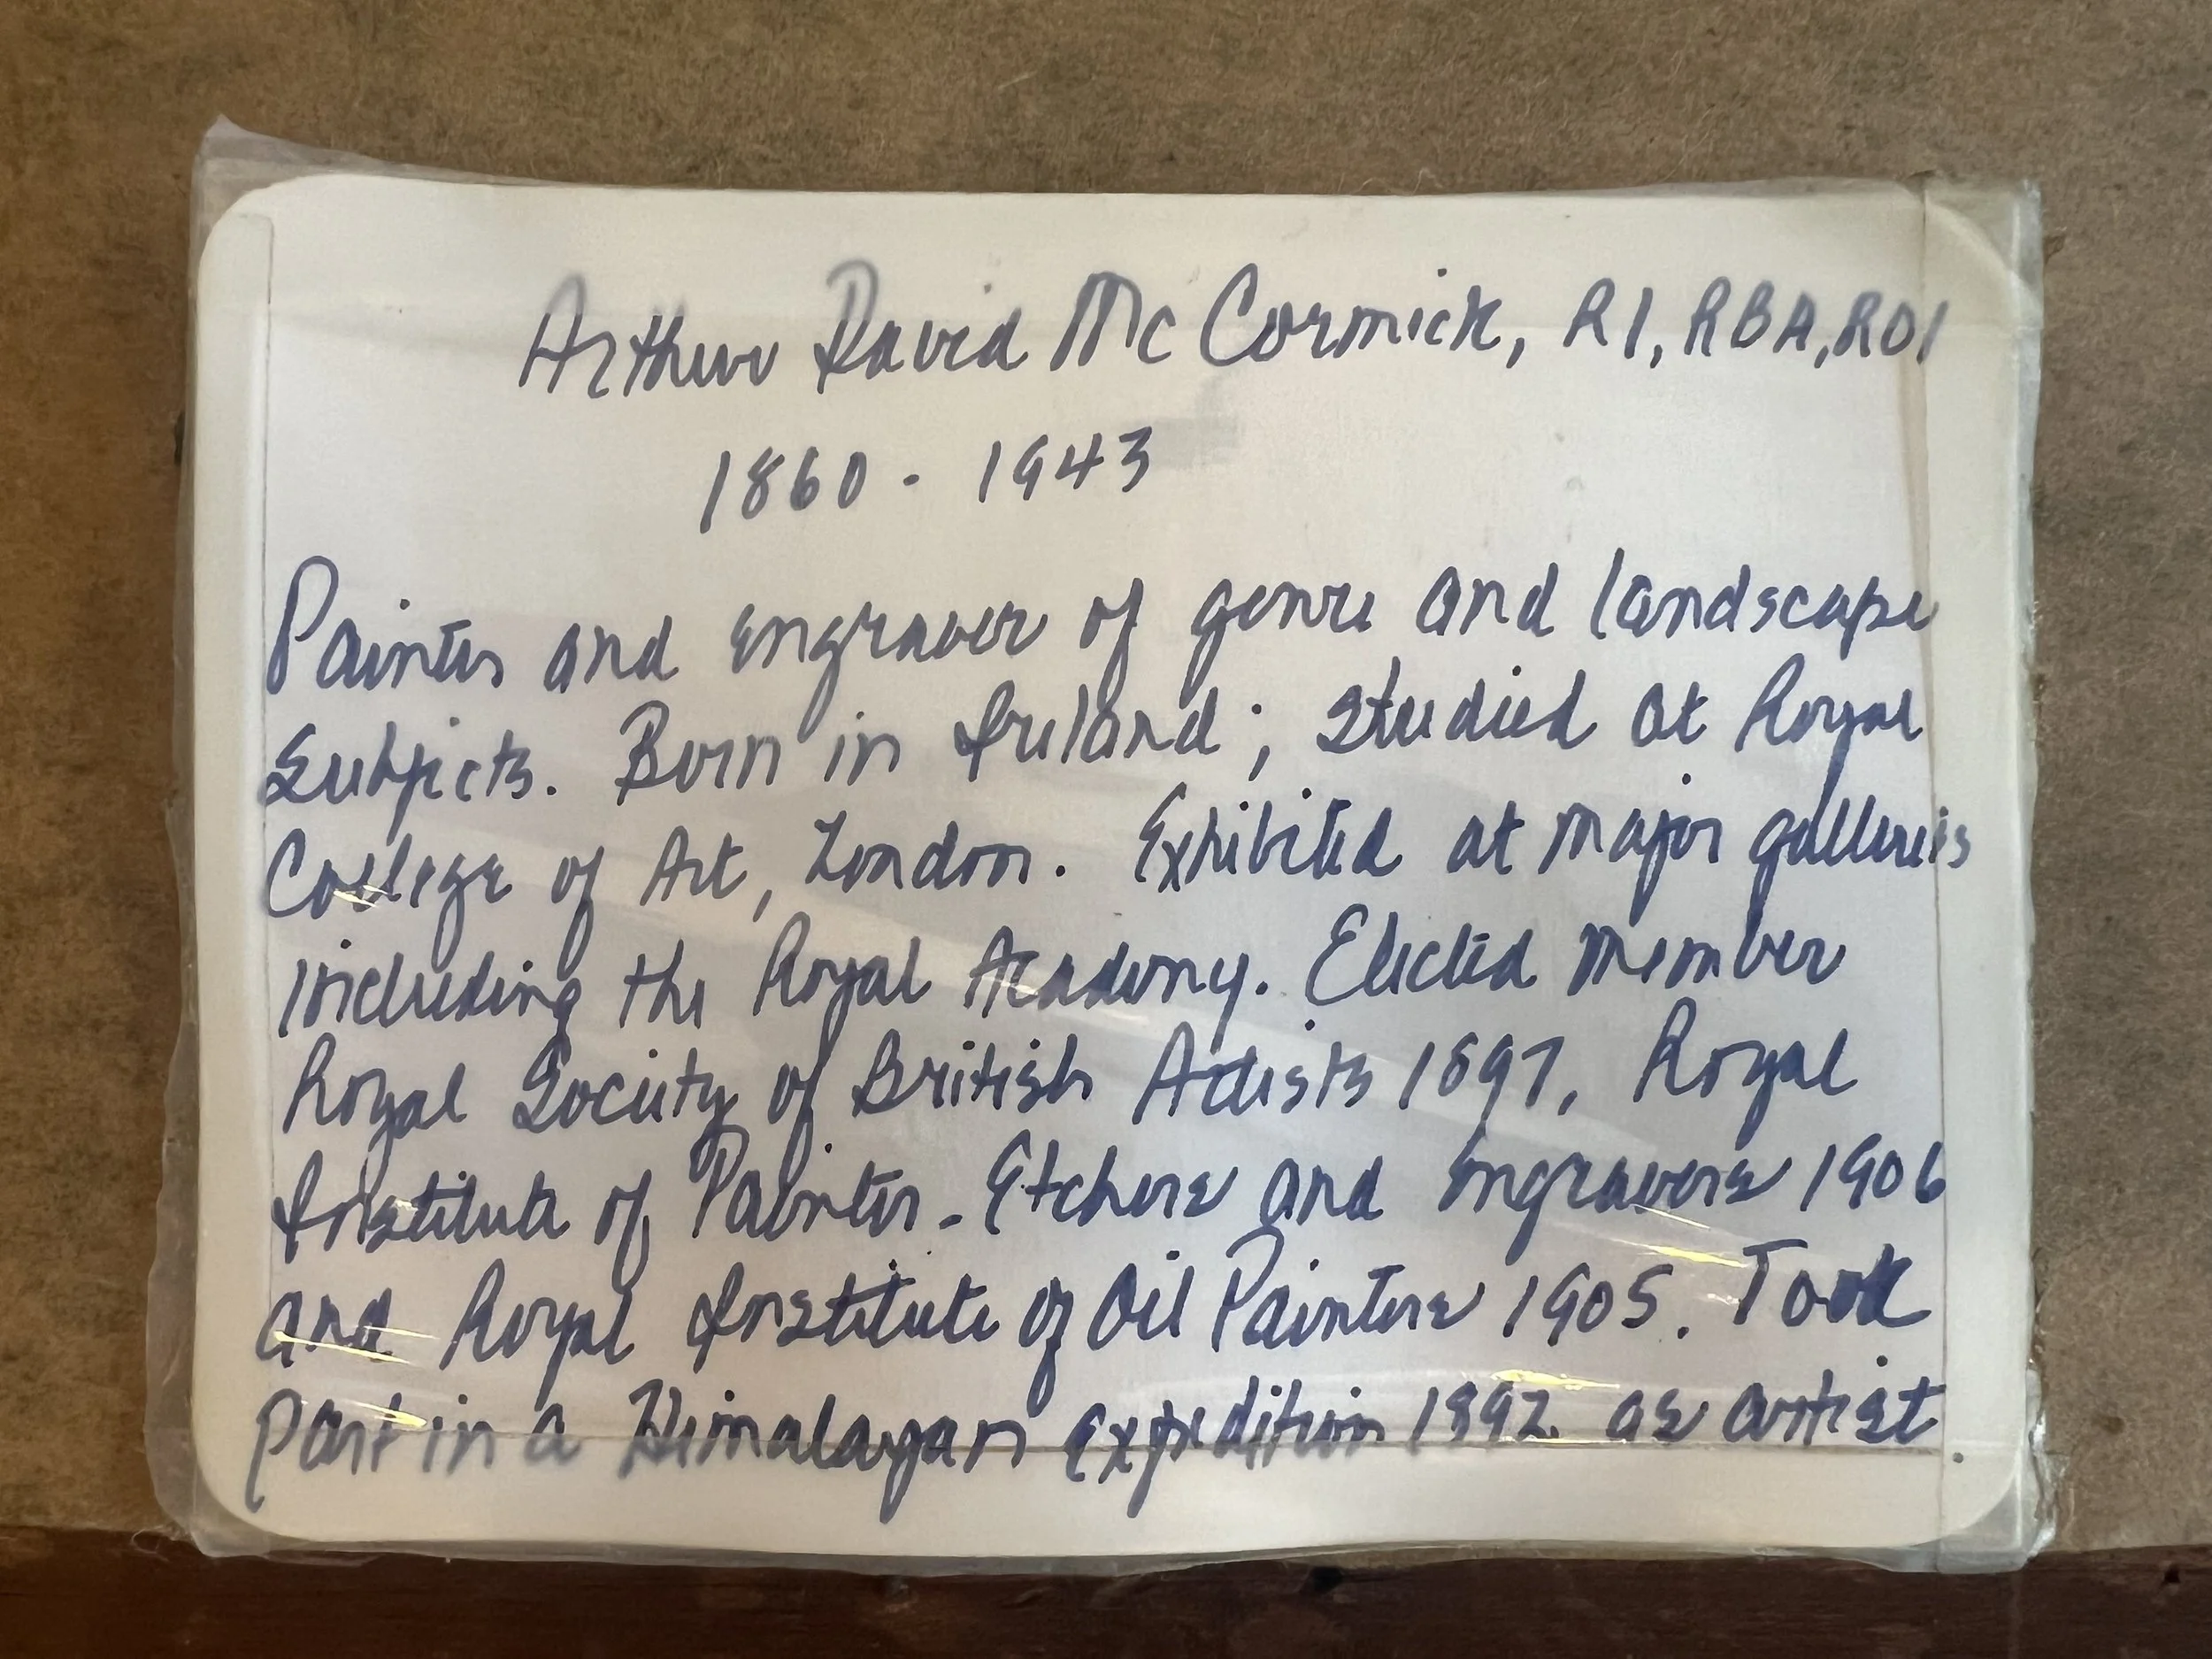 Arthur David McCormick, RI, RBA, ROI
1860 - 1943
Painter and engraver of genre and landscape
subjects. Born in Ireland; studied at Royal
College of Art, London. Exhibited at major galleries
including the Royal Academy. Elected member
Royal Society of British Artists 1897, Royal
Institute of Painter-Etchers and Engravers 1906
and Royal Institute of Oil Painters 1905. Took
part in a Himalayan expedition 1892 as artist.